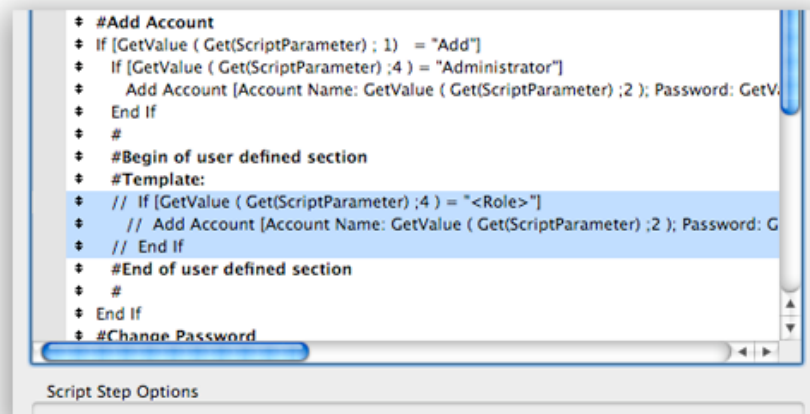 #Add Account
If [GetValue ( Get(ScriptParameter) ; 1)  = "Add"]
If [GetValue ( Get(ScriptParameter) ;4 ) = "Administrator"]
Add Account [Account Name: GetValue ( Get(ScriptParameter) ;2 ); Password: GetV
End If
#
#Begin of user defined section
#Template:
// If [GetValue ( Get(ScriptParameter) ;4 ) = "<Role>"]
// Add Account [Account Name: GetValue ( Get(ScriptParameter) ;2 ); Password: G
// End If
#End of user defined section
#
End If
#Change Password
Script Step Options